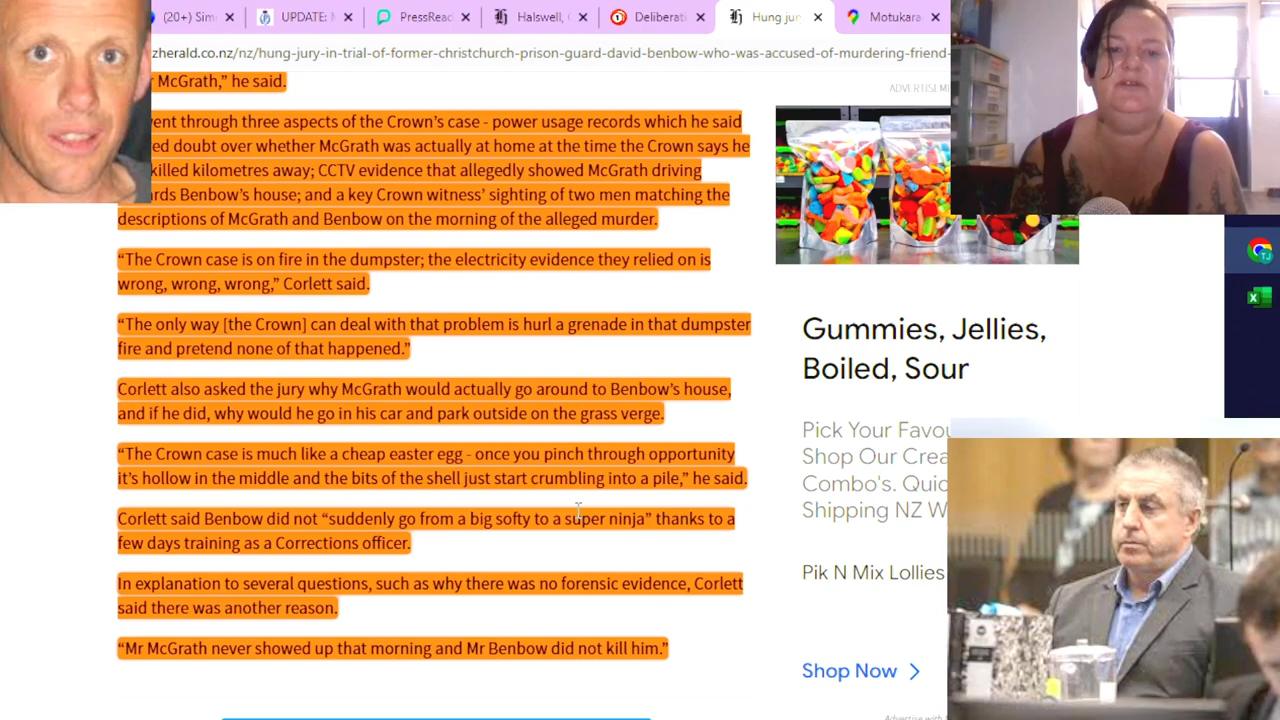 (20+) Sim
UPDATE: M
PressRead
Halswell, C
Deliberati
Hung jury
Motukara
zherald.co.nz/nz/hung-jury-in-trial-of-former-christchurch-prison-guard-david-benbow-who-was-accused-of-murdering-friend-
McGrath,” he said.
ent through three aspects of the Crown’s case - power usage records which he said
ed doubt over whether McGrath was actually at home at the time the Crown says he
killed kilometres away; CCTV evidence that allegedly showed McGrath driving
ards Benbow’s house; and a key Crown witness’ sighting of two men matching the
descriptions of McGrath and Benbow on the morning of the alleged murder.
“The Crown case is on fire in the dumpster; the electricity evidence they relied on is
wrong, wrong, wrong,” Corlett said.
“The only way [the Crown] can deal with that problem is hurl a grenade in that dumpster
fire and pretend none of that happened.”
Corlett also asked the jury why McGrath would actually go around to Benbow’s house,
and if he did, why would he go in his car and park outside on the grass verge.
“The Crown case is much like a cheap easter egg - once you pinch through opportunity
it’s hollow in the middle and the bits of the shell just start crumbling into a pile,” he said.
Corlett said Benbow did not “suddenly go from a big softy to a super ninja” thanks to a
few days training as a Corrections officer.
In explanation to several questions, such as why there was no forensic evidence, Corlett
said there was another reason.
“Mr McGrath never showed up that morning and Mr Benbow did not kill him.”
ADVERTISEME
Gummies, Jellies,
Boiled, Sour
Pick Your Favou
Shop Our Crea
Combo's. Quic
Shipping NZ W
Pik N Mix Lollies
Shop Now
Advertise with
TJ